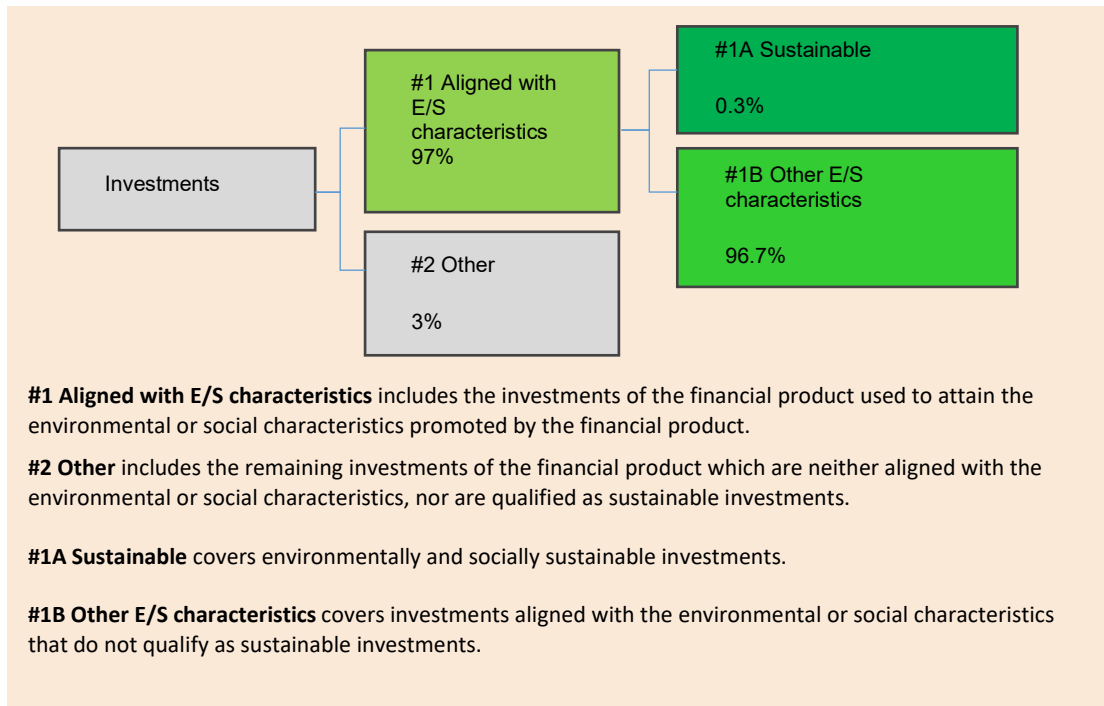 Investments
#1 Aligned with
E/S
characteristics
97%
#2 Other
3%
#1A Sustainable
0.3%
#1B Other E/S
characteristics
96.7%
#1 Aligned with E/S characteristics includes the investments of the financial product used to attain the
environmental or social characteristics promoted by the financial product.
#2 Other includes the remaining investments of the financial product which are neither aligned with the
environmental or social characteristics, nor are qualified as sustainable investments.
#1A Sustainable covers environmentally and socially sustainable investments.
#1B Other E/S characteristics covers investments aligned with the environmental or social characteristics
that do not qualify as sustainable investments.